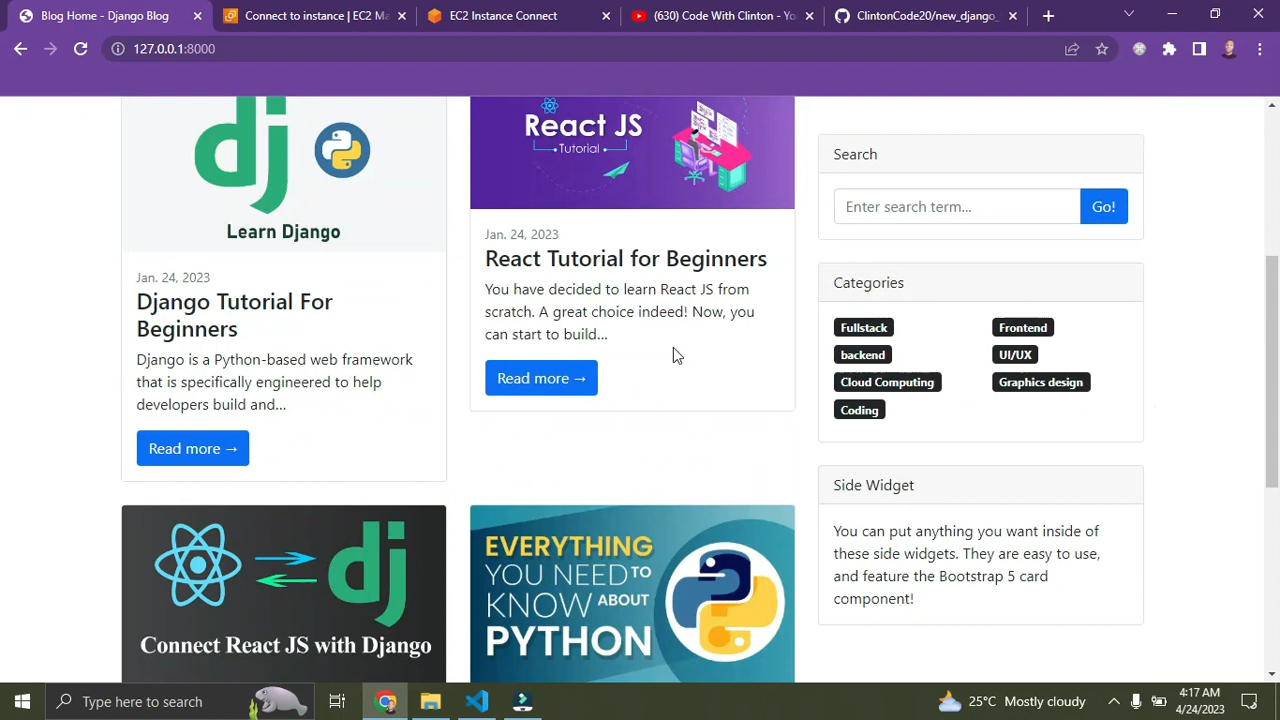 Blog Home - Django Blog
Connect to instance | EC2 Ma
EC2 Instance Connect
(630) Code With Clinton - Yo
ClintonCode20/new_django_
127.0.0.1:8000
dj
Learn Django
Jan. 24, 2023
Django Tutorial For
Beginners
Django is a Python-based web framework
that is specifically engineered to help
developers build and...
Read more →
React JS
Tutorial
Jan. 24, 2023
React Tutorial for Beginners
You have decided to learn React JS from
scratch. A great choice indeed! Now, you
can start to build...
Read more →
dj
Connect React JS with Django
EVERYTHING
YOU NEED TO
KNOW ABOUT
PYTHON
Search
Enter search term...
Go!
Categories
Fullstack
Frontend
backend
UI/UX
Cloud Computing
Graphics design
Coding
Side Widget
You can put anything you want inside of
these side widgets. They are easy to use,
and feature the Bootstrap 5 card
component!
Type here to search
25°C Mostly cloudy
4:17 AM
4/24/2023